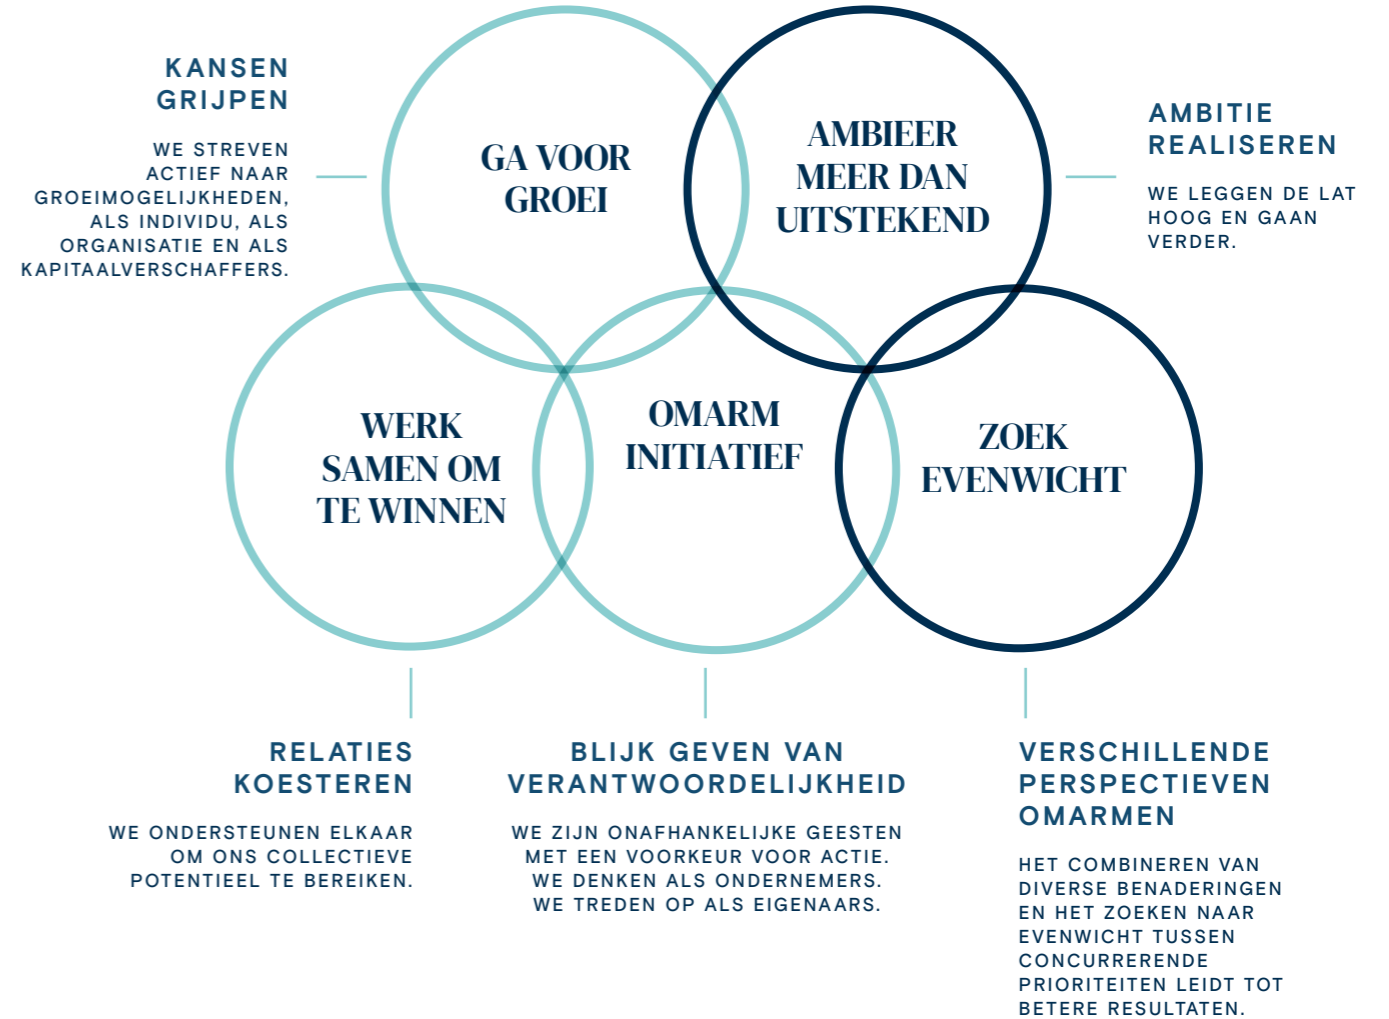 KANSEN
GRIJPEN
WE STREVEN
ACTIEF NAAR
GROEIMOGELIJKHEDEN,
ALS INDIVIDU, ALS
ORGANISATIE EN ALS
KAPITAALVERSCHAFFERS.
GA VOOR
GROEI
AMBIEER
MEER DAN
UITSTEKEND
AMBITIE
REALISEREN
WE LEGGEN DE LAT
HOOG EN GAAN
VERDER.
WERK
SAMEN OM
TE WINNEN
OMARM
INITIATIEF
ZOEK
EVENWICHT
RELATIES
KOESTEREN
WE ONDERSTEUNEN ELKAAR
OM ONS COLLECTIEVE
POTENTIEEL TE BEREIKEN.
BLIJK GEVEN VAN
VERANTWOORDELIJKHEID
WE ZIJN ONAFHANKELIJKE GEESTEN
MET EEN VOORKEUR VOOR ACTIE.
WE DENKEN ALS ONDERNEMERS.
WE TREDEN OP ALS EIGENAARS.
VERSCHILLENDE
PERSPECTIEVEN
OMARMEN
HET COMBINEREN VAN
DIVERSE BENADERINGEN
EN HET ZOEKEN NAAR
EVENWICHT TUSSEN
CONCURRERENDE
PRIORITEITEN LEIDT TOT
BETERE RESULTATEN.